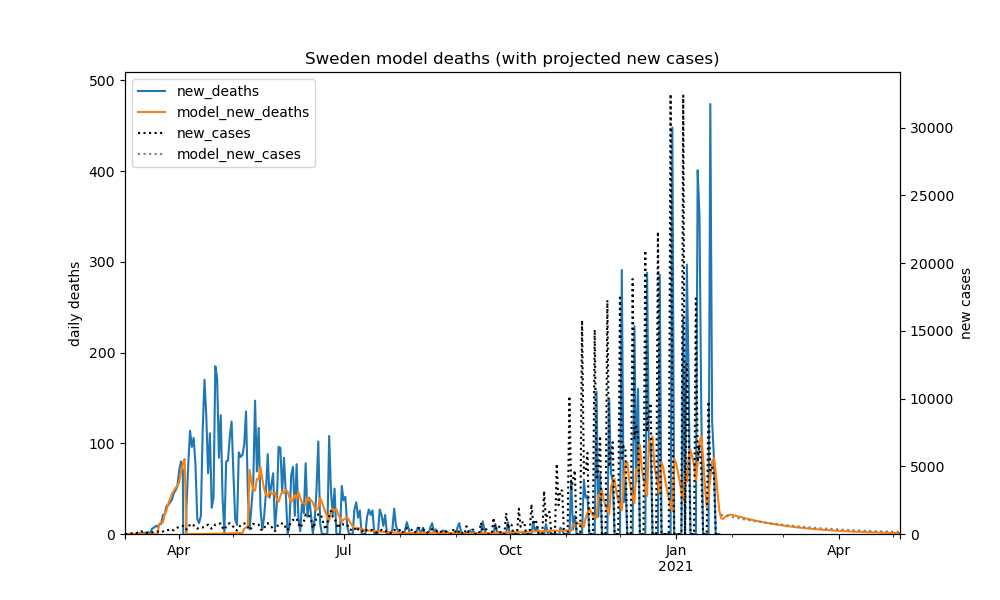 Sweden model deaths (with projected new cases)
500
400
300
200
100
0
daily deaths
new_deaths
model_new_deaths
new_cases
model_new_cases
30000
25000
20000
15000
10000
5000
0
new cases
Apr
Jul
Oct
Jan
2021
Apr